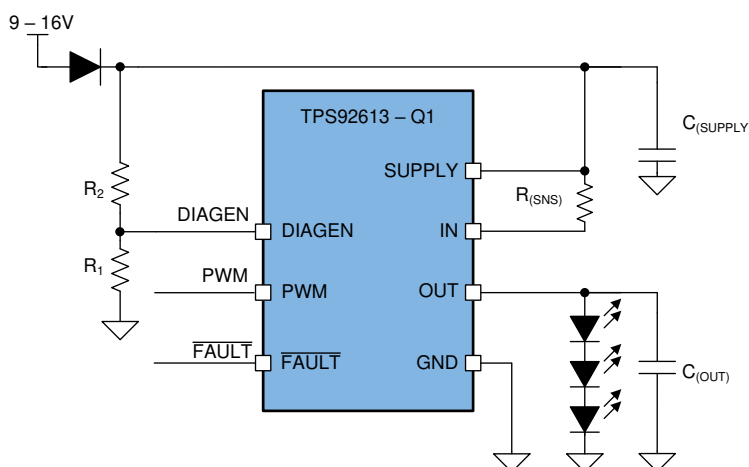 9 – 16V
TPS92613 – Q1
C(SUPPLY
SUPPLY
R2
R(SNS)
DIAGEN
DIAGEN
IN
R1
PWM
PWM
OUT
FAULT
FAULT
GND
C(OUT)